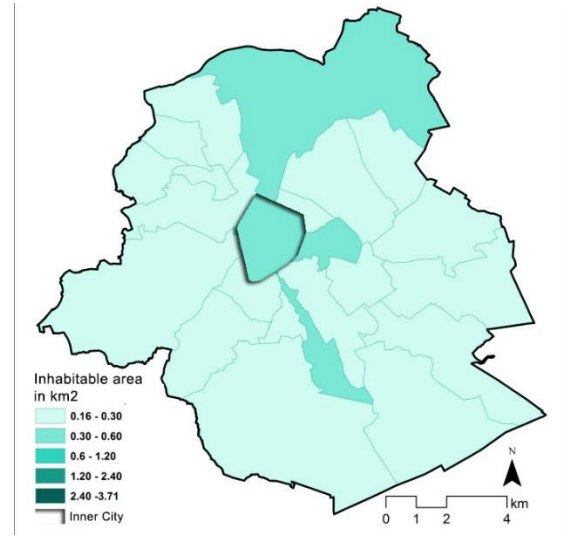 Inhabitable area
in km2
0.16 - 0.30
0.30 - 0.60
0.6 - 1.20
1.20 - 2.40
2.40 -3.71
Inner City
N
km
0 1 2 4